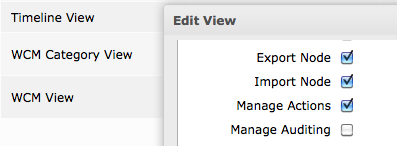 Timeline View
WCM Category View
WCM View
Edit View
Export Node
Import Node
Manage Actions
Manage Auditing